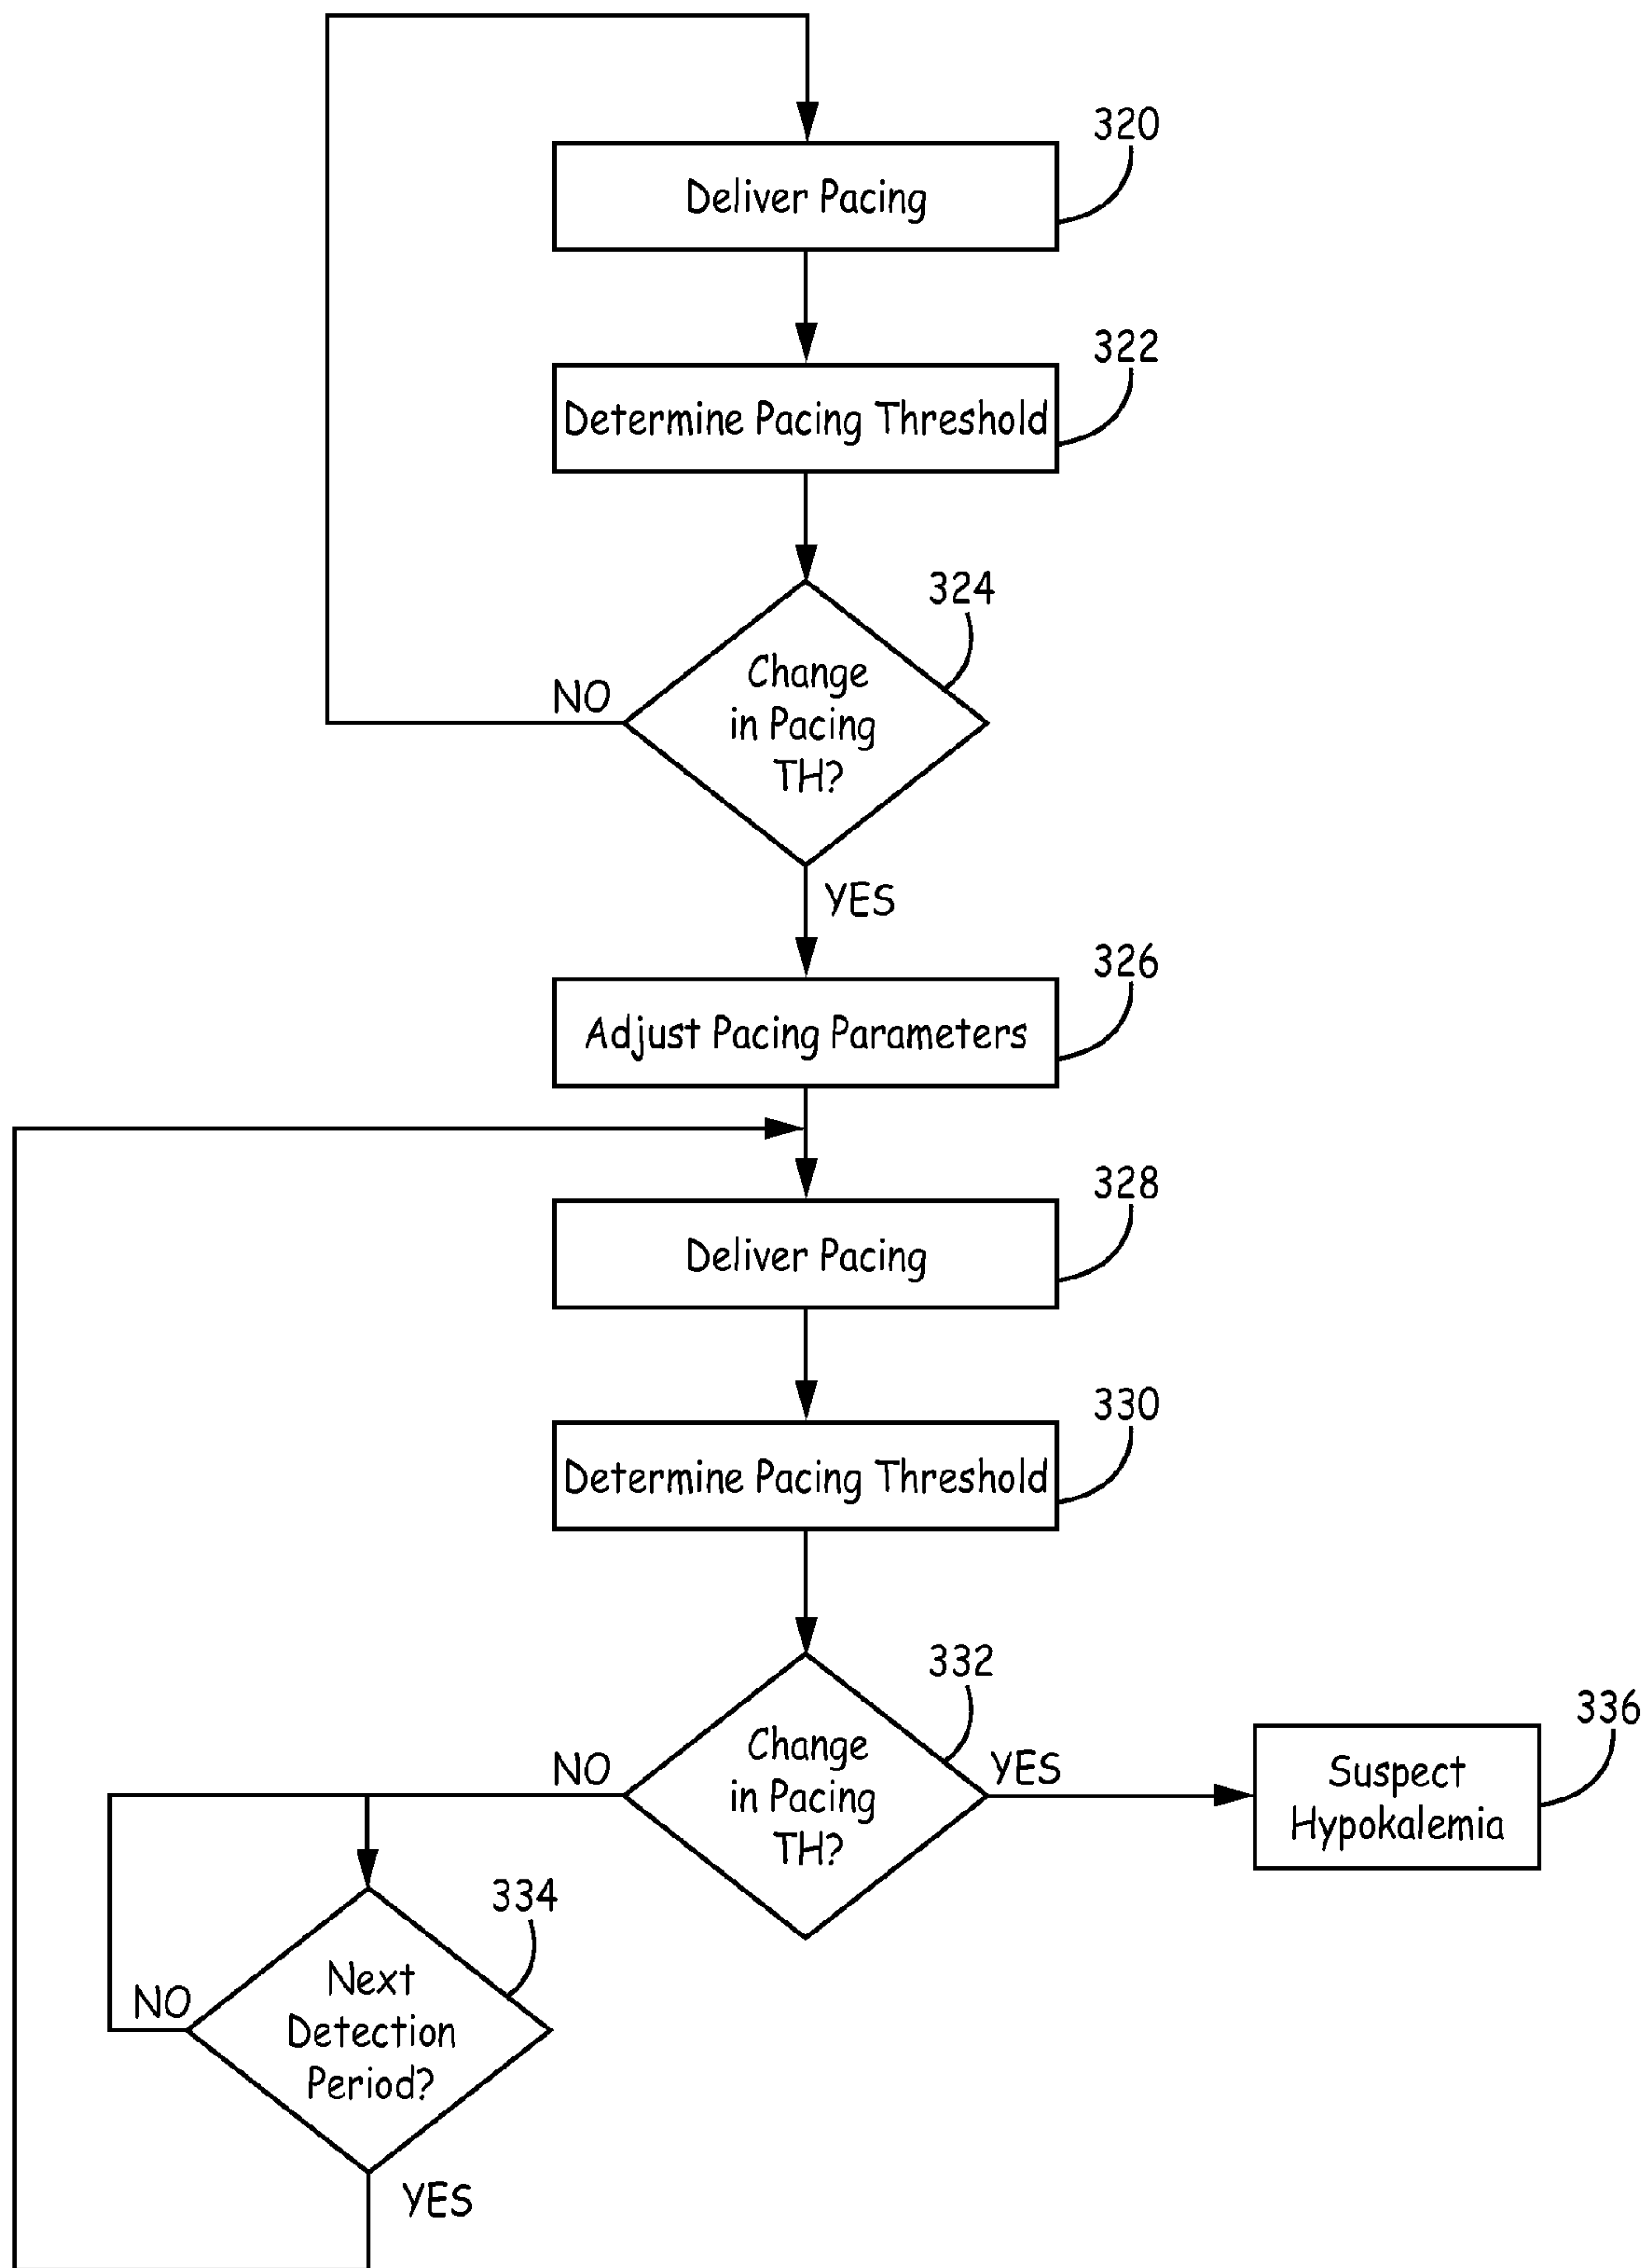 320
Deliver Pacing
322
Determine Pacing Threshold
324
Change
in Pacing
TH?
NO
YES
326
Adjust Pacing Parameters
328
Deliver Pacing
330
Determine Pacing Threshold
332
Change
in Pacing
TH?
NO
YES
336
Suspect
Hypokalemia
334
Next
Detection
Period?
NO
YES